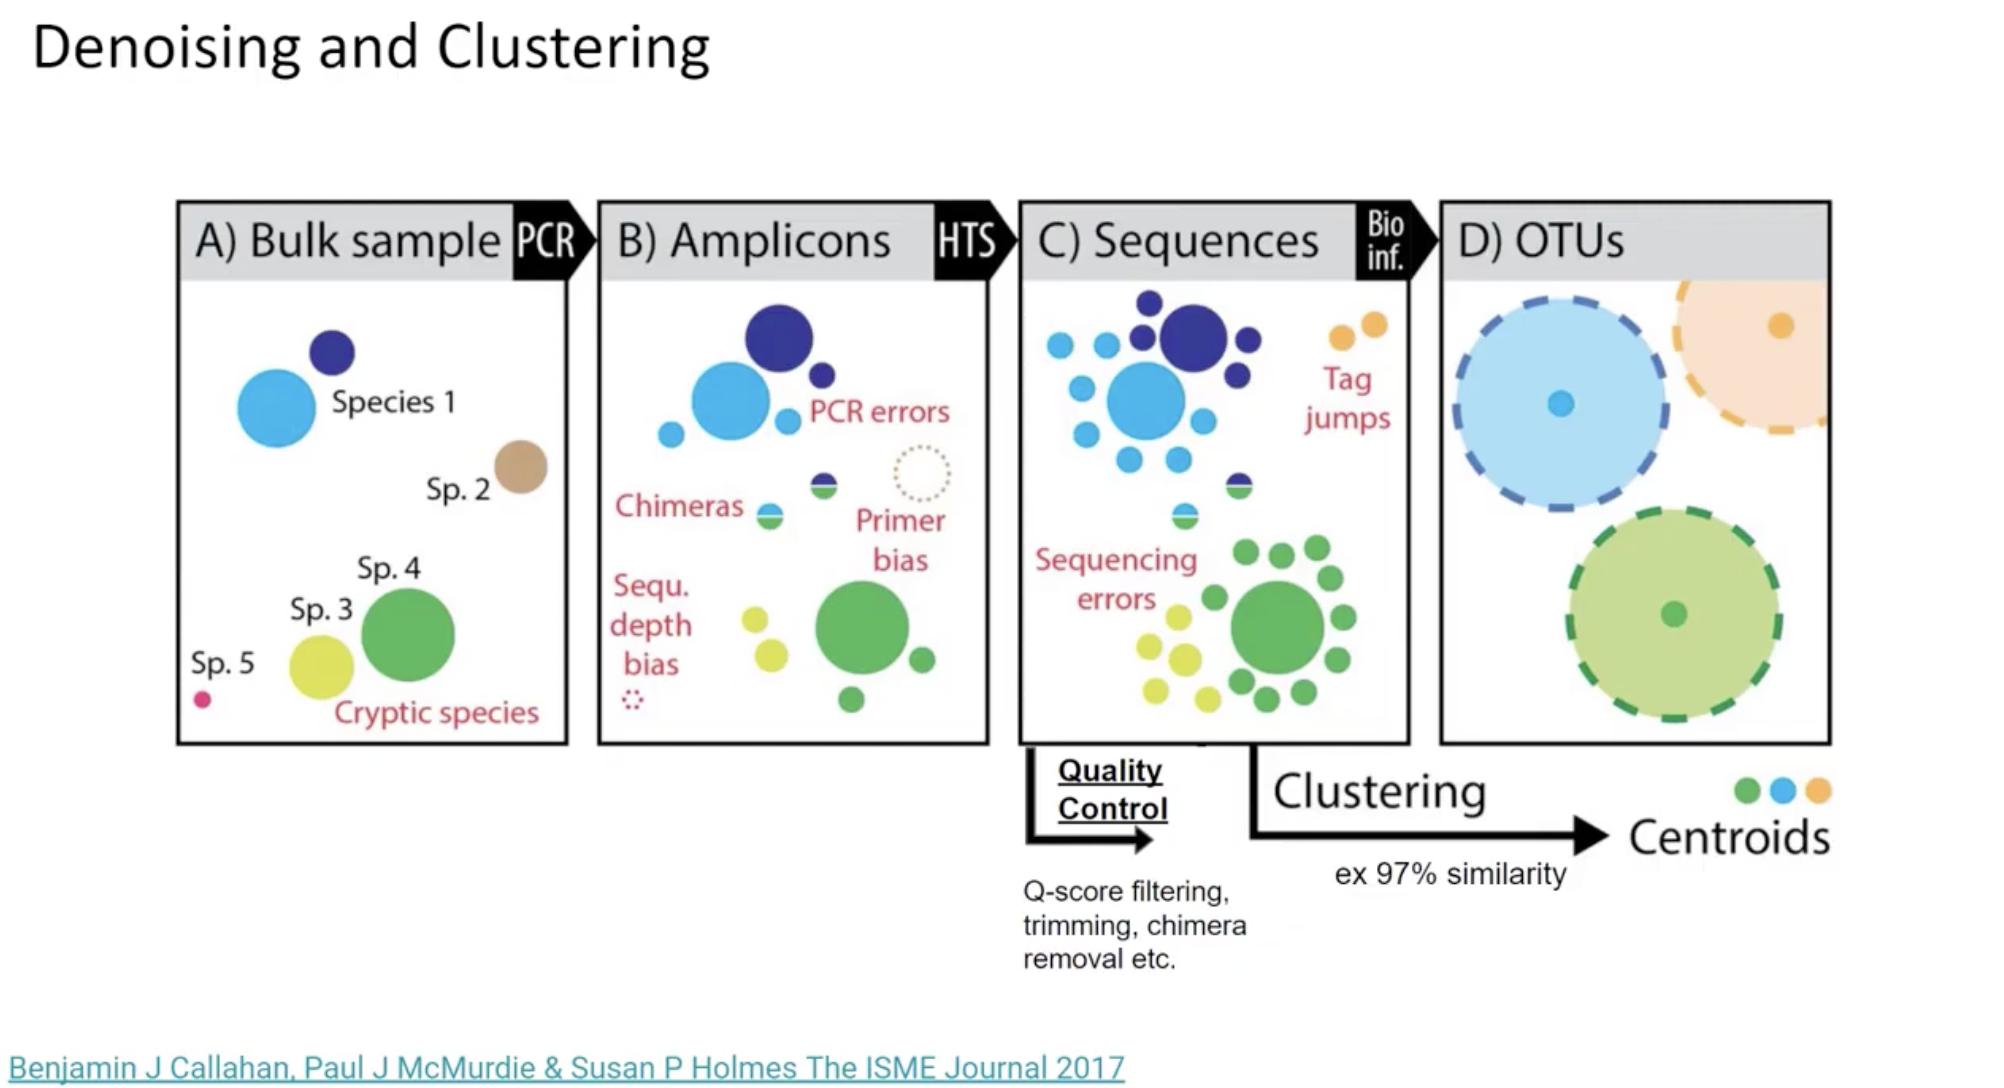 Denoising and Clustering
A) Bulk sample
PCR
B) Amplicons
HTS
C) Sequences
Bio
inf.
D) OTUs
Species 1
Sp. 2
Sp. 4
Sp. 3
Sp. 5
Cryptic species
PCR errors
Chimeras
Primer
bias
Sequ.
depth
bias
Tag
jumps
Sequencing
errors
Quality
Control
Q-score filtering,
trimming, chimera
removal etc.
Clustering
ex 97% similarity
Centroids
Benjamin J Callahan, Paul J McMurdie & Susan P Holmes The ISME Journal 2017